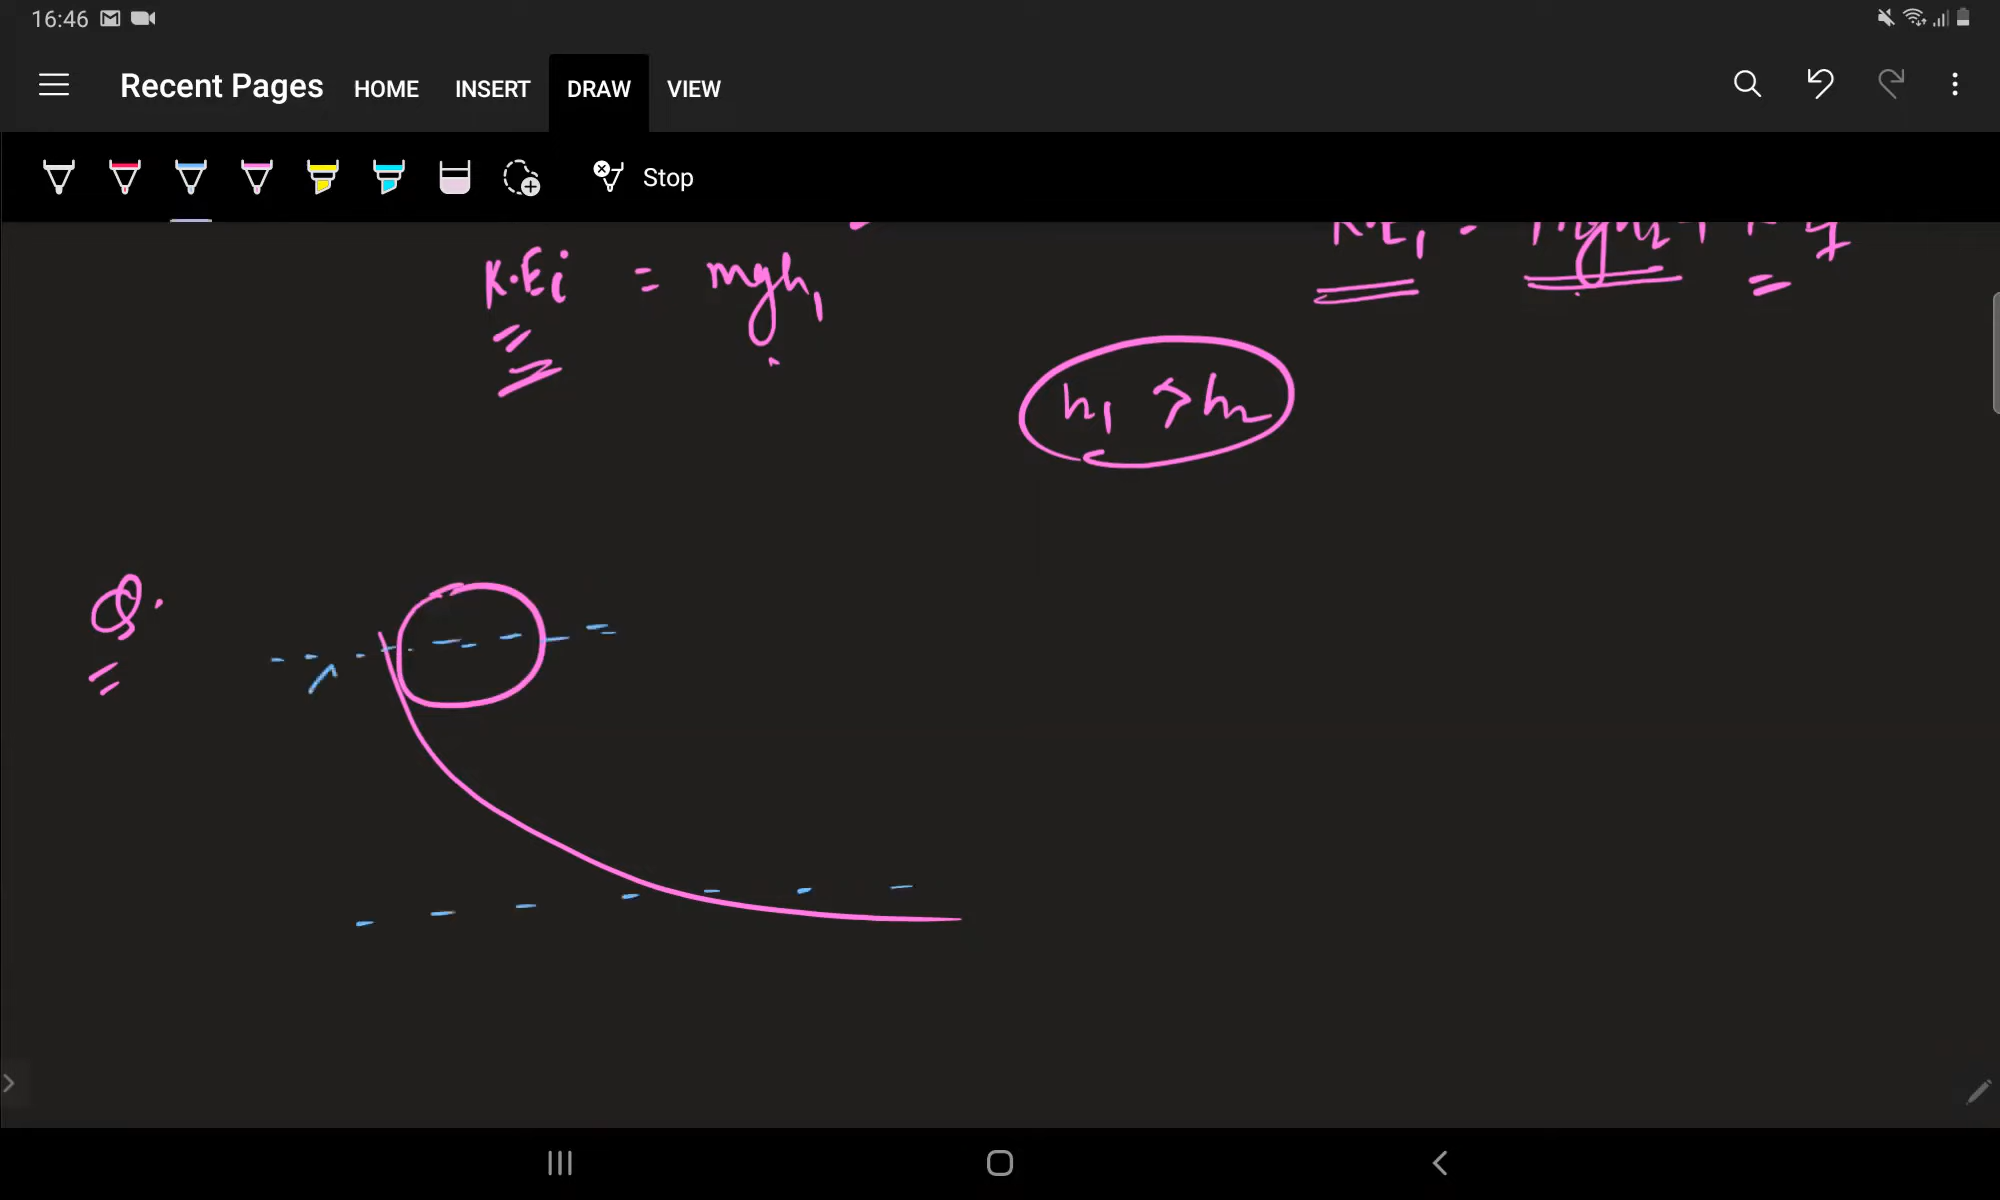 16:46
Recent Pages HOME INSERT DRAW VIEW
Stop
K.Ei = mgh1
h1 > h2
Q.